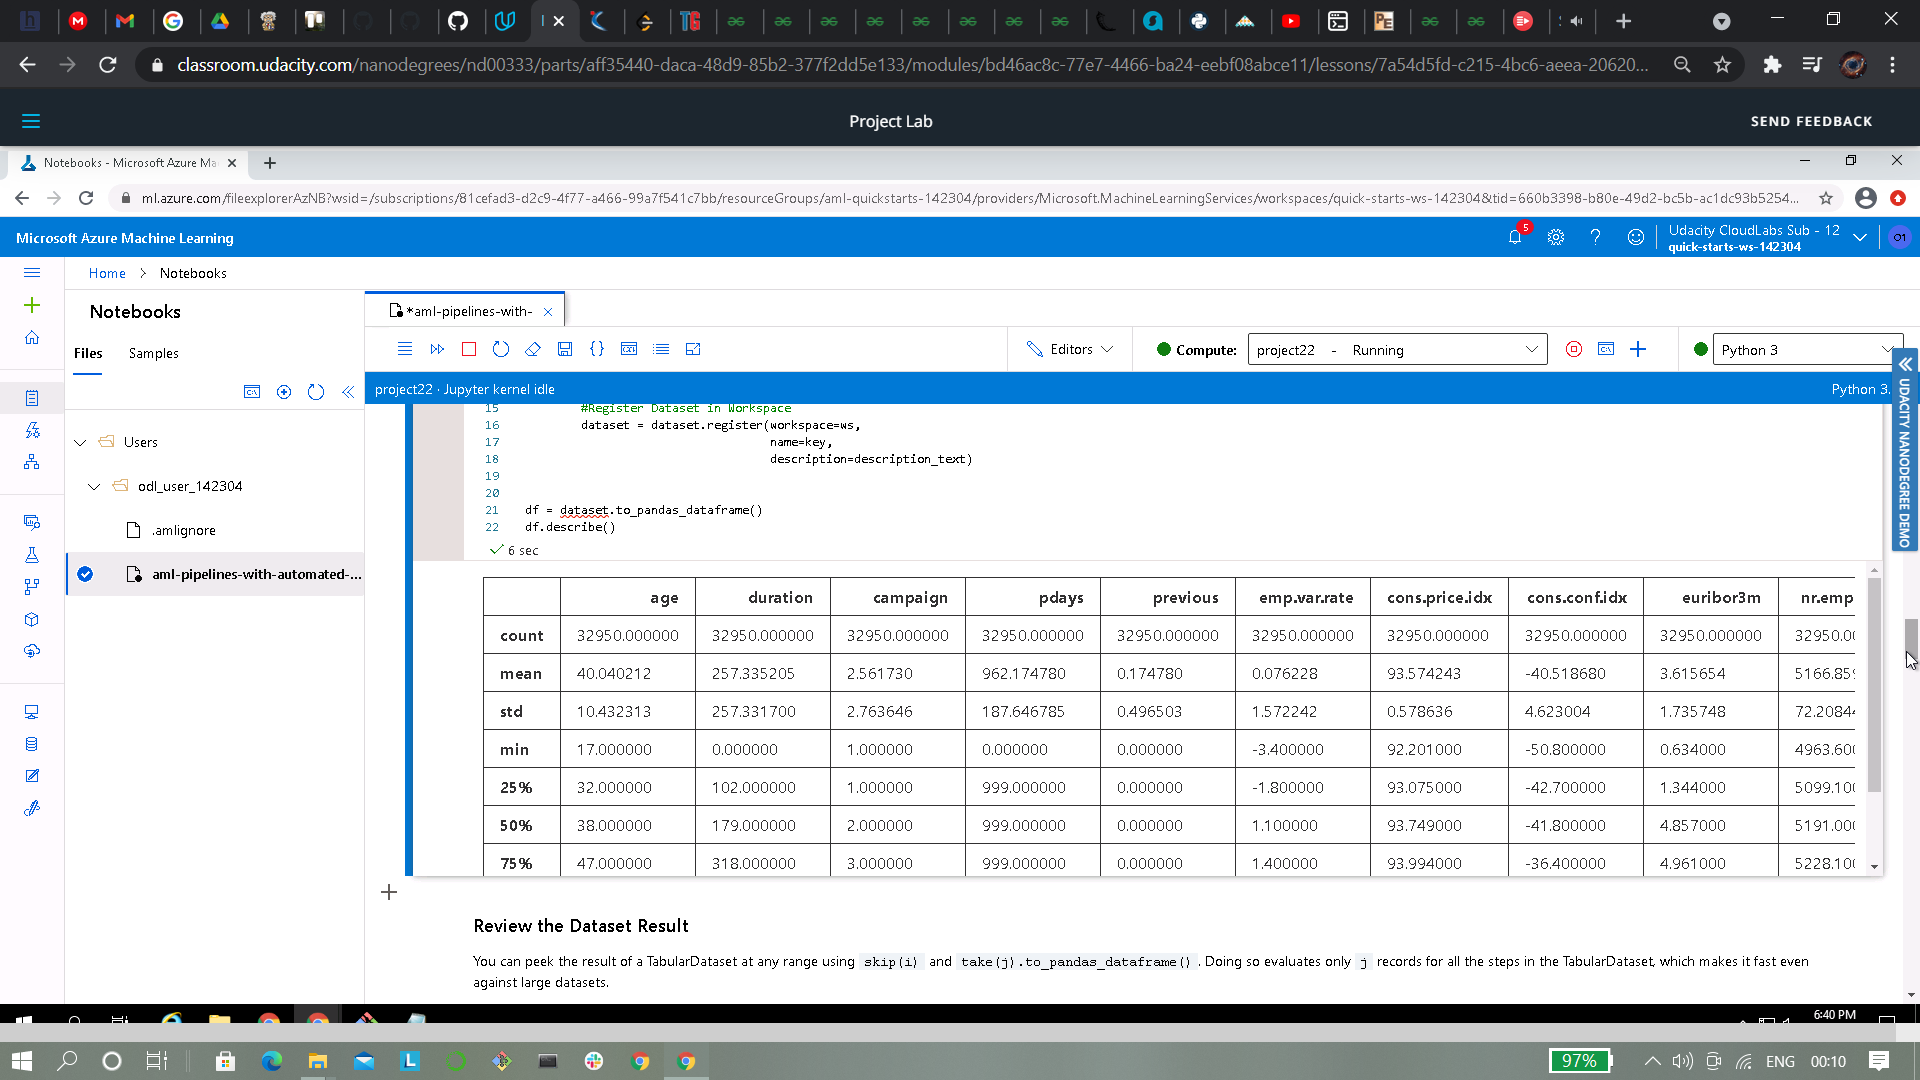 classroom.udacity.com/nanodegrees/nd00333/parts/aff35440-daca-48d9-85b2-377f2dd5e133/modules/bd46ac8c-77e7-4466-ba24-eebf08abce11/lessons/7a54d5fd-c215-4bc6-aeea-20620...
Project Lab
SEND FEEDBACK
Notebooks - Microsoft Azure Ma
ml.azure.com/fileexplorerAzNB?wsid=/subscriptions/81cefad3-d2c9-4f77-a466-99a7f541c7bb/resourceGroups/aml-quickstarts-142304/providers/Microsoft.MachineLearningServices/workspaces/quick-starts-ws-142304&tid=660b3398-b80e-49d2-bc5b-ac1dc93b5254...
Microsoft Azure Machine Learning
5
Udacity CloudLabs Sub - 12
quick-starts-ws-142304
O1
Home > Notebooks
Notebooks
Files Samples
Users
odl_user_142304
.amlignore
aml-pipelines-with-automated-...
*aml-pipelines-with-
Editors
Compute: project22 - Running
Python 3
project22 · Jupyter kernel idle
Python 3.
UDACITY NANODEGREE DEMO
15 #Register Dataset in Workspace
16 dataset = dataset.register(workspace=ws,
17 name=key,
18 description=description_text)
19
20
21 df = dataset.to_pandas_dataframe()
22 df.describe()
6 sec
age duration campaign pdays previous emp.var.rate cons.price.idx cons.conf.idx euribor3m nr.emp
count 32950.000000 32950.000000 32950.000000 32950.000000 32950.000000 32950.000000 32950.000000 32950.000000 32950.000000 32950.00
mean 40.040212 257.335205 2.561730 962.174780 0.174780 0.076228 93.574243 -40.518680 3.615654 5166.859
std 10.432313 257.331700 2.763646 187.646785 0.496503 1.572242 0.578636 4.623004 1.735748 72.20844
min 17.000000 0.000000 1.000000 0.000000 0.000000 -3.400000 92.201000 -50.800000 0.634000 4963.600
25% 32.000000 102.000000 1.000000 999.000000 0.000000 -1.800000 93.075000 -42.700000 1.344000 5099.100
50% 38.000000 179.000000 2.000000 999.000000 0.000000 1.100000 93.749000 -41.800000 4.857000 5191.000
75% 47.000000 318.000000 3.000000 999.000000 0.000000 1.400000 93.994000 -36.400000 4.961000 5228.100
Review the Dataset Result
You can peek the result of a TabularDataset at any range using skip(i) and take(j).to_pandas_dataframe(). Doing so evaluates only j records for all the steps in the TabularDataset, which makes it fast even
against large datasets.
6:40 PM
97%
ENG
00:10